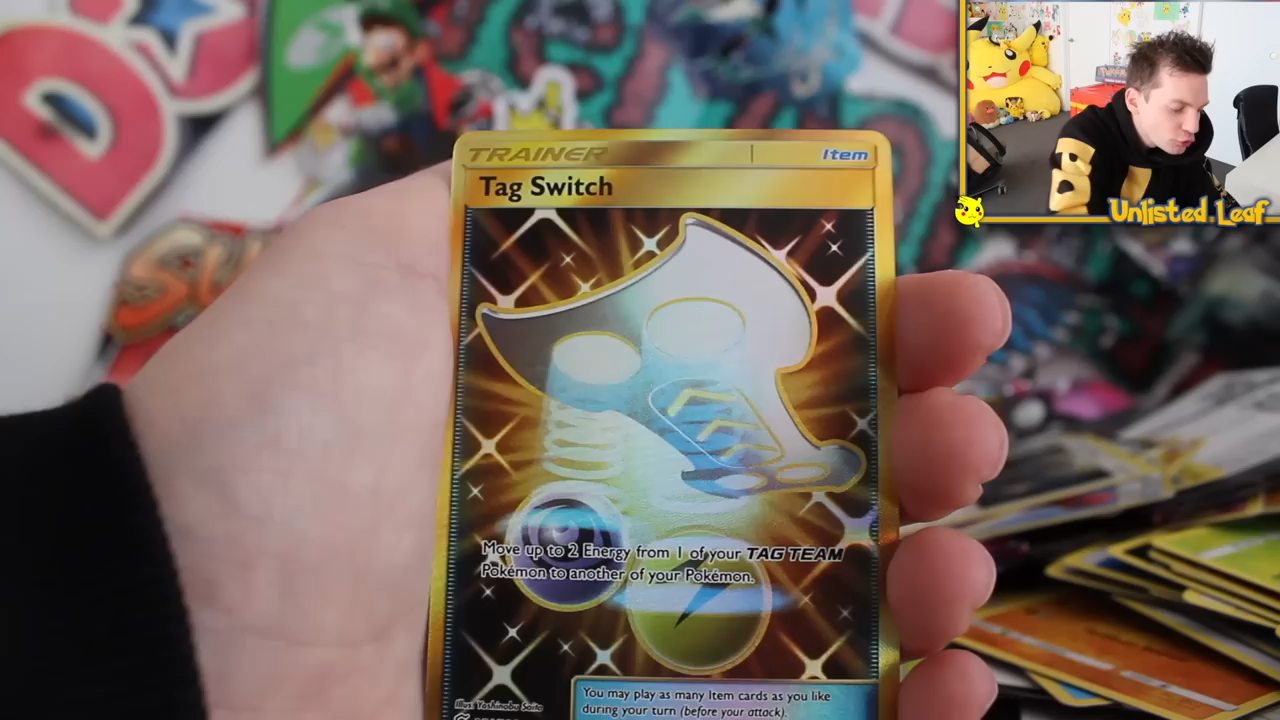 TRAINER
Item
Tag Switch
Unlisted Leaf
Move up to 2 Energy from 1 of your TAG TEAM
Pokémon to another of your Pokémon.
You may play as many Item cards as you like
during your turn (before your attack).
Illus. Yoshinobu Saito